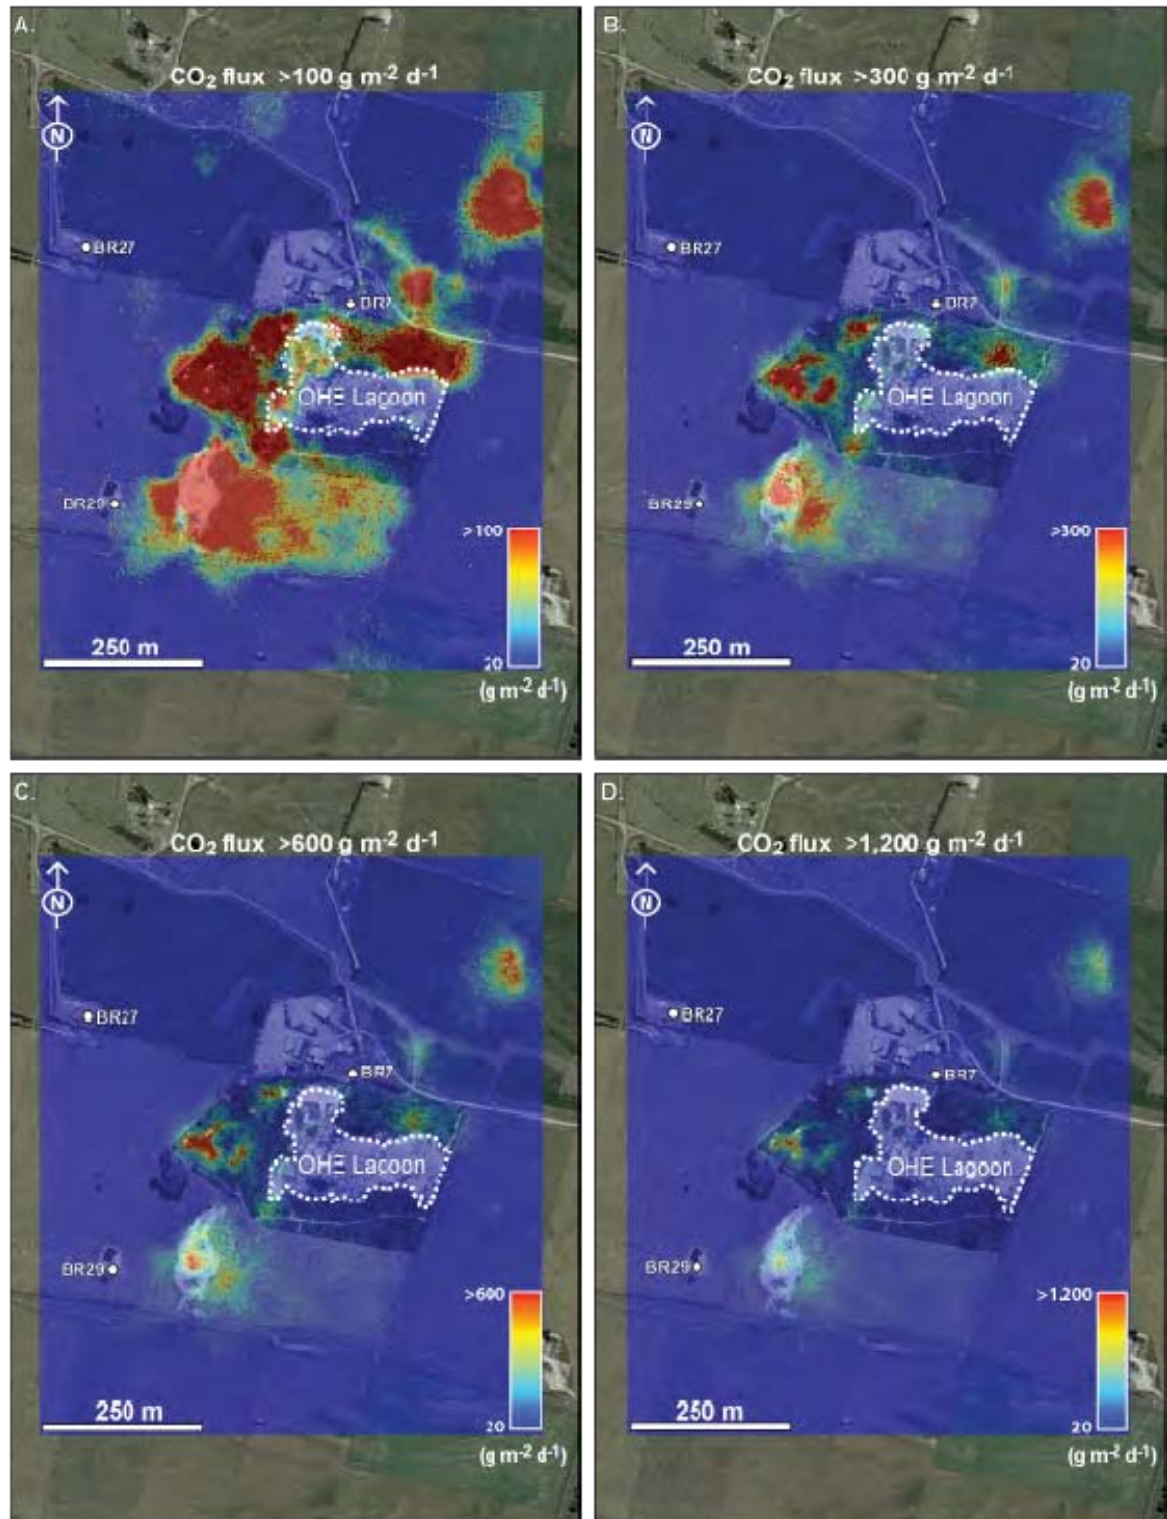 A.
CO₂ flux >100 g m⁻² d⁻¹
N
BR27
BR7
OHE Lagoon
BR29
>100
20
250 m
(g m⁻² d⁻¹)
B.
CO₂ flux >300 g m⁻² d⁻¹
N
BR27
BR7
OHE Lagoon
BR29
>300
20
250 m
(g m⁻² d⁻¹)
C.
CO₂ flux >600 g m⁻² d⁻¹
N
BR27
BR7
OHE Lagoon
BR29
>600
20
250 m
(g m⁻² d⁻¹)
D.
CO₂ flux >1,200 g m⁻² d⁻¹
N
BR27
BR7
OHE Lagoon
BR29
>1,200
20
250 m
(g m⁻² d⁻¹)